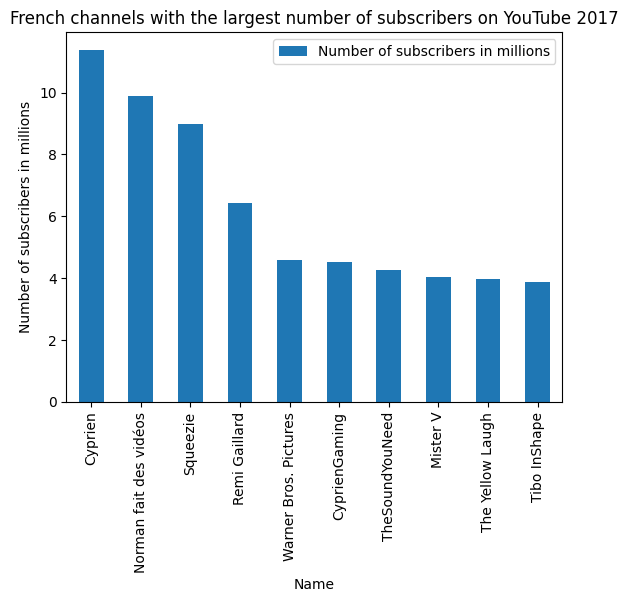 French channels with the largest number of subscribers on YouTube 2017
Number of subscribers in millions
Number of subscribers in millions
10
8
6
4
2
0
Cyprien
Norman fait des vidéos
Squeezie
Remi Gaillard
Warner Bros. Pictures
CyprienGaming
TheSoundYouNeed
Mister V
The Yellow Laugh
Tibo InShape
Name